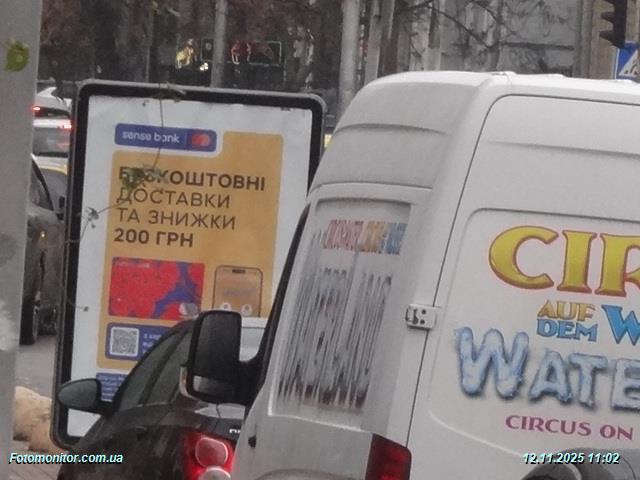 sense bank
БЕЗКОШТОВНІ
ДОСТАВКИ
ТА ЗНИЖКИ
200 ГРН
CIR
AUF
DEM W
WATE
CIRCUS ON
Fotomonitor.com.ua
12.11.2025 11:02